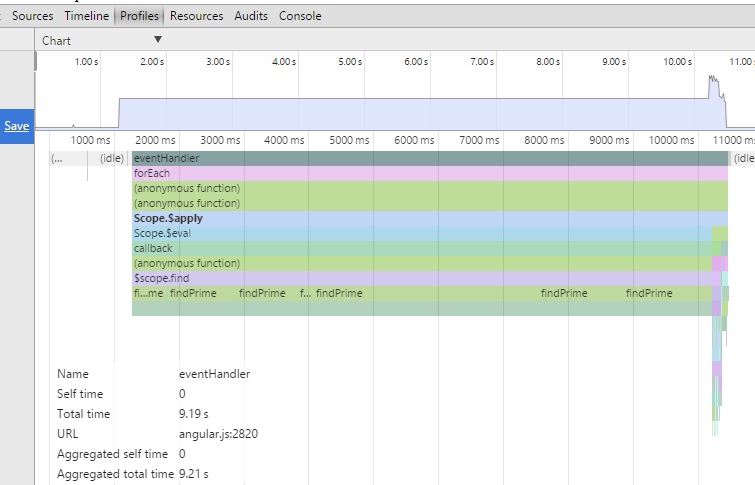 Sources Timeline Profiles Resources Audits Console
Chart ▼
1.00 s 2.00 s 3.00 s 4.00 s 5.00 s 6.00 s 7.00 s 8.00 s 9.00 s 10.00 s 11.00
Save
1000 ms 2000 ms 3000 ms 4000 ms 5000 ms 6000 ms 7000 ms 8000 ms 9000 ms 10000 ms 11000 m
(... (idle) eventHandler (idle
forEach
(anonymous function)
(anonymous function)
Scope.$apply
Scope.$eval
callback
(anonymous function)
$scope.find
fi...me findPrime findPrime f... findPrime findPrime findPrime
Name eventHandler
Self time 0
Total time 9.19 s
URL angular.js:2820
Aggregated self time 0
Aggregated total time 9.21 s